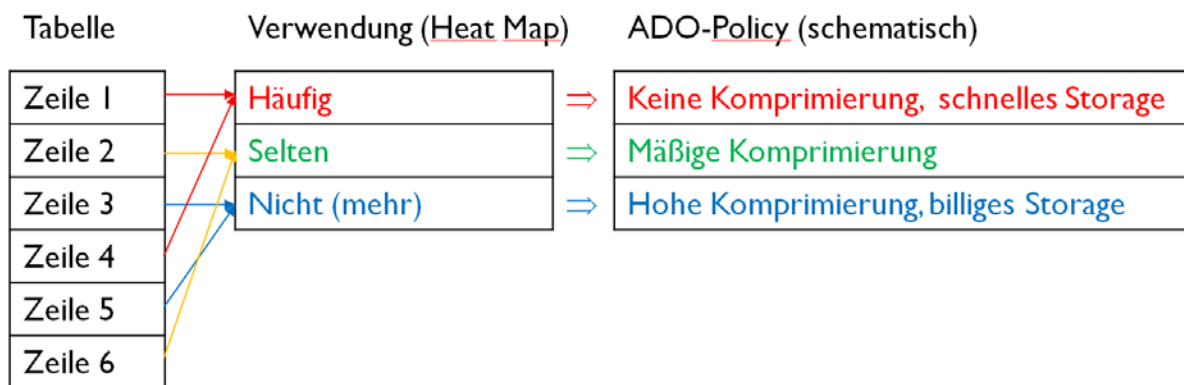 Tabelle Verwendung (Heat Map) ADO-Policy (schematisch)
Zeile 1 Häufig ⇒ Keine Komprimierung, schnelles Storage
Zeile 2 Selten ⇒ Mäßige Komprimierung
Zeile 3 Nicht (mehr) ⇒ Hohe Komprimierung, billiges Storage
Zeile 4
Zeile 5
Zeile 6